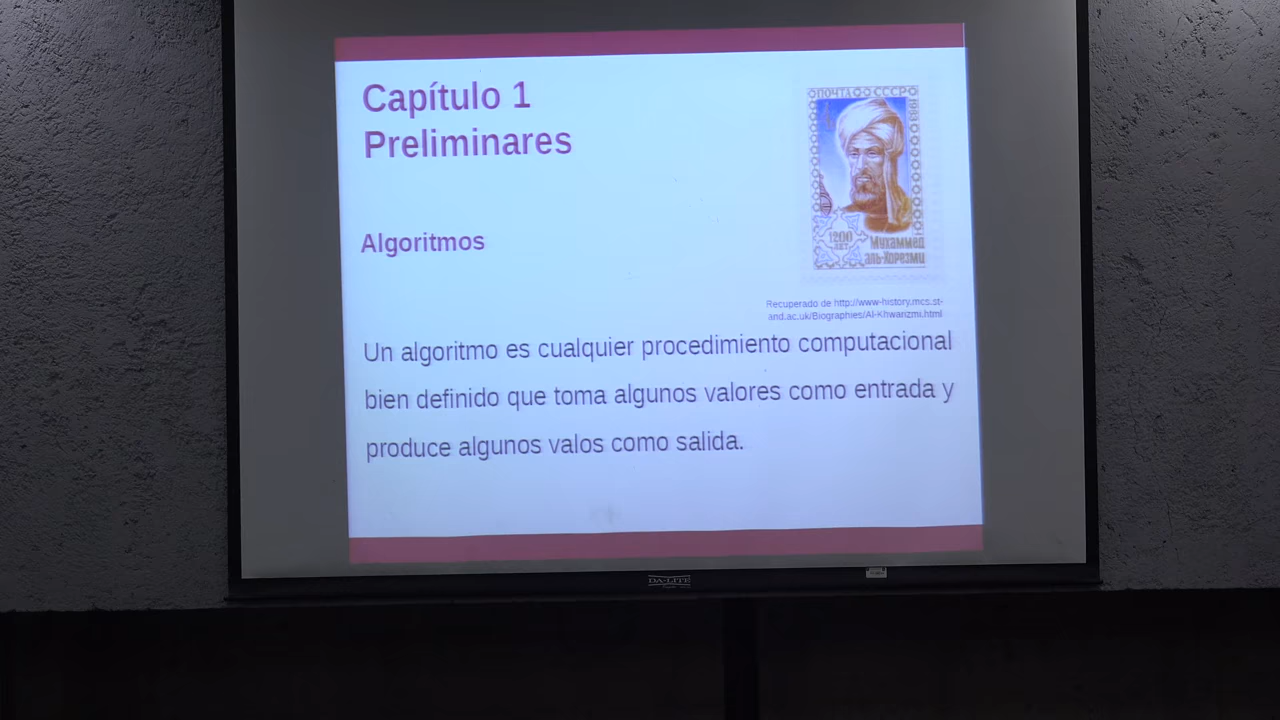 Capítulo 1
Preliminares
ПОЧТА СССР
1983
1200
ЛЕТ
Мухаммед
аль-Хорезми
Algoritmos
Recuperado de http://www-history.mcs.st-
and.ac.uk/Biographies/Al-Khwarizmi.html
Un algoritmo es cualquier procedimiento computacional
bien definido que toma algunos valores como entrada y
produce algunos valos como salida.
DA-LITE